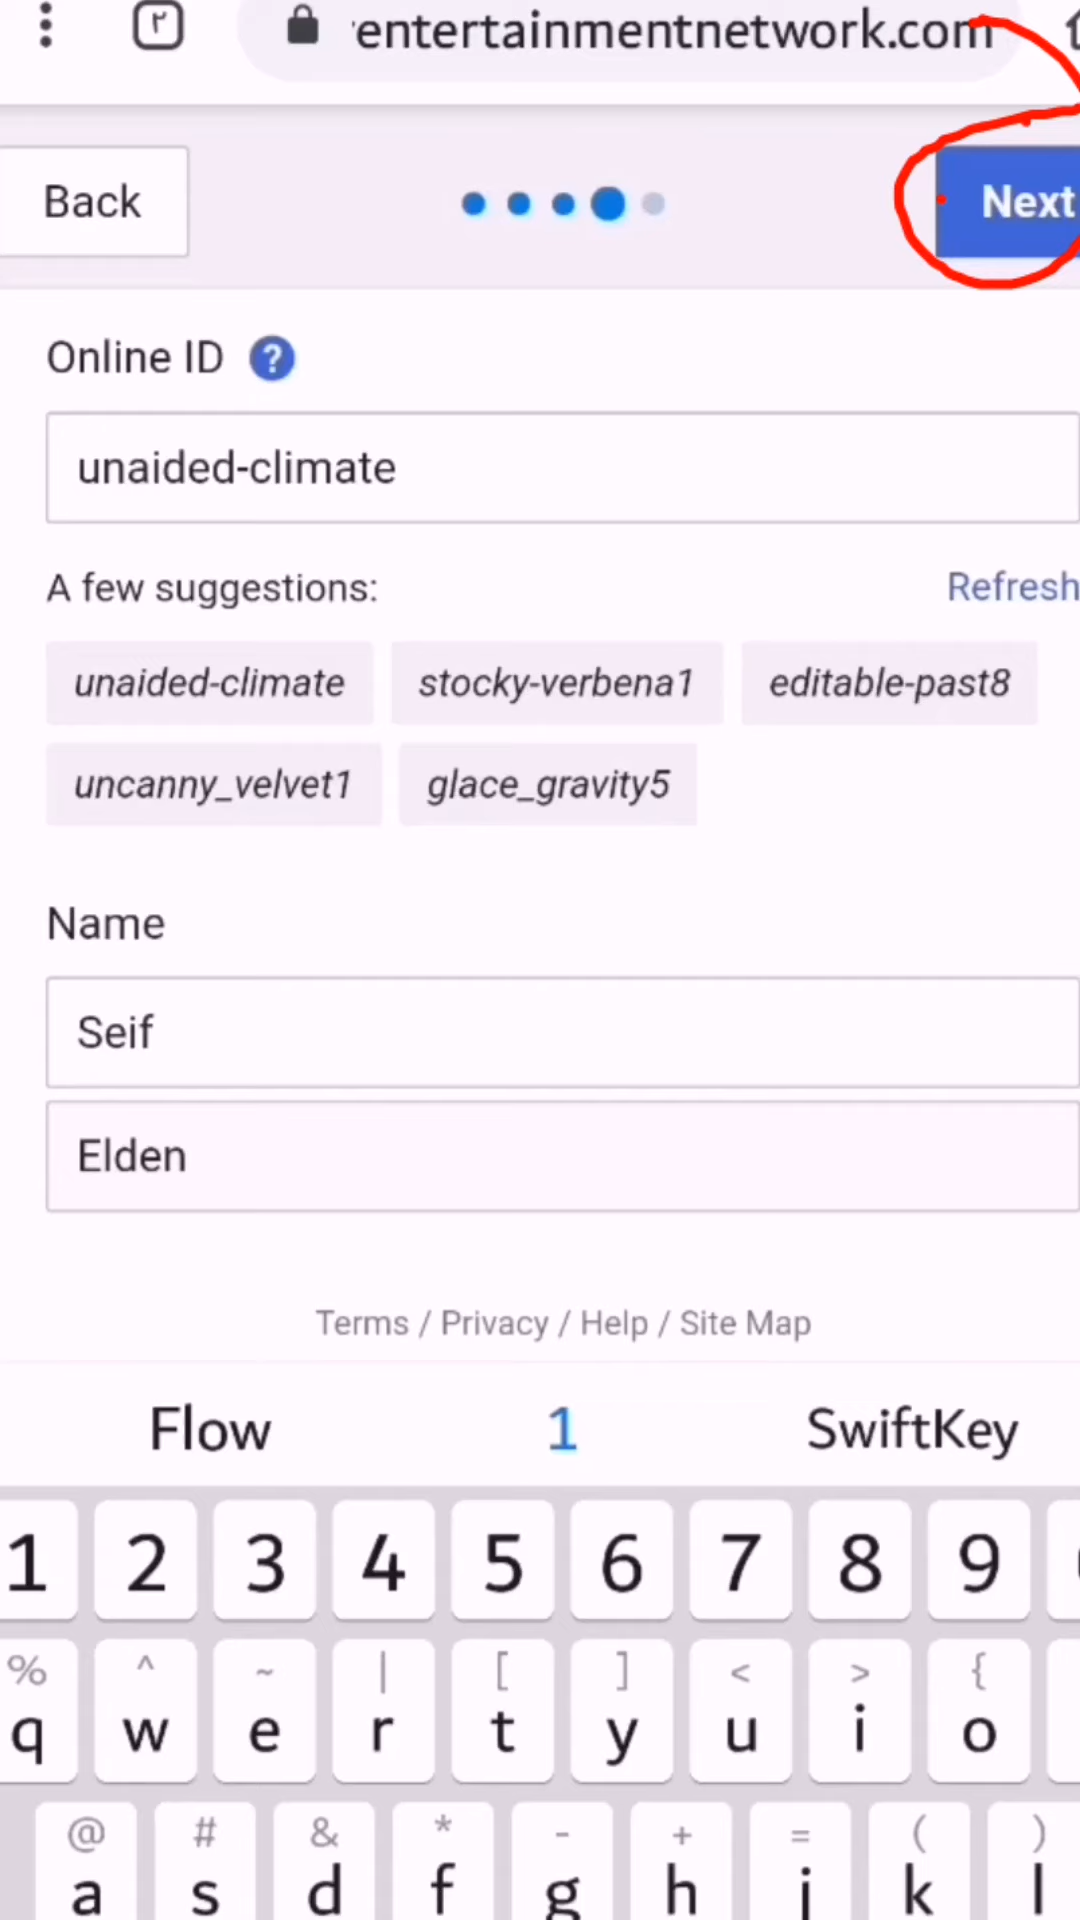 ٢ entertainmentnetwork.com
Back Next
Online ID ?
unaided-climate
A few suggestions: Refresh
unaided-climate stocky-verbena1 editable-past8
uncanny_velvet1 glace_gravity5
Name
Seif
Elden
Terms / Privacy / Help / Site Map
Flow 1 SwiftKey
1 2 3 4 5 6 7 8 9
% ^ ~ | [ ] < > {
q w e r t y u i o
@ # & * - + = ( )
a s d f g h j k l